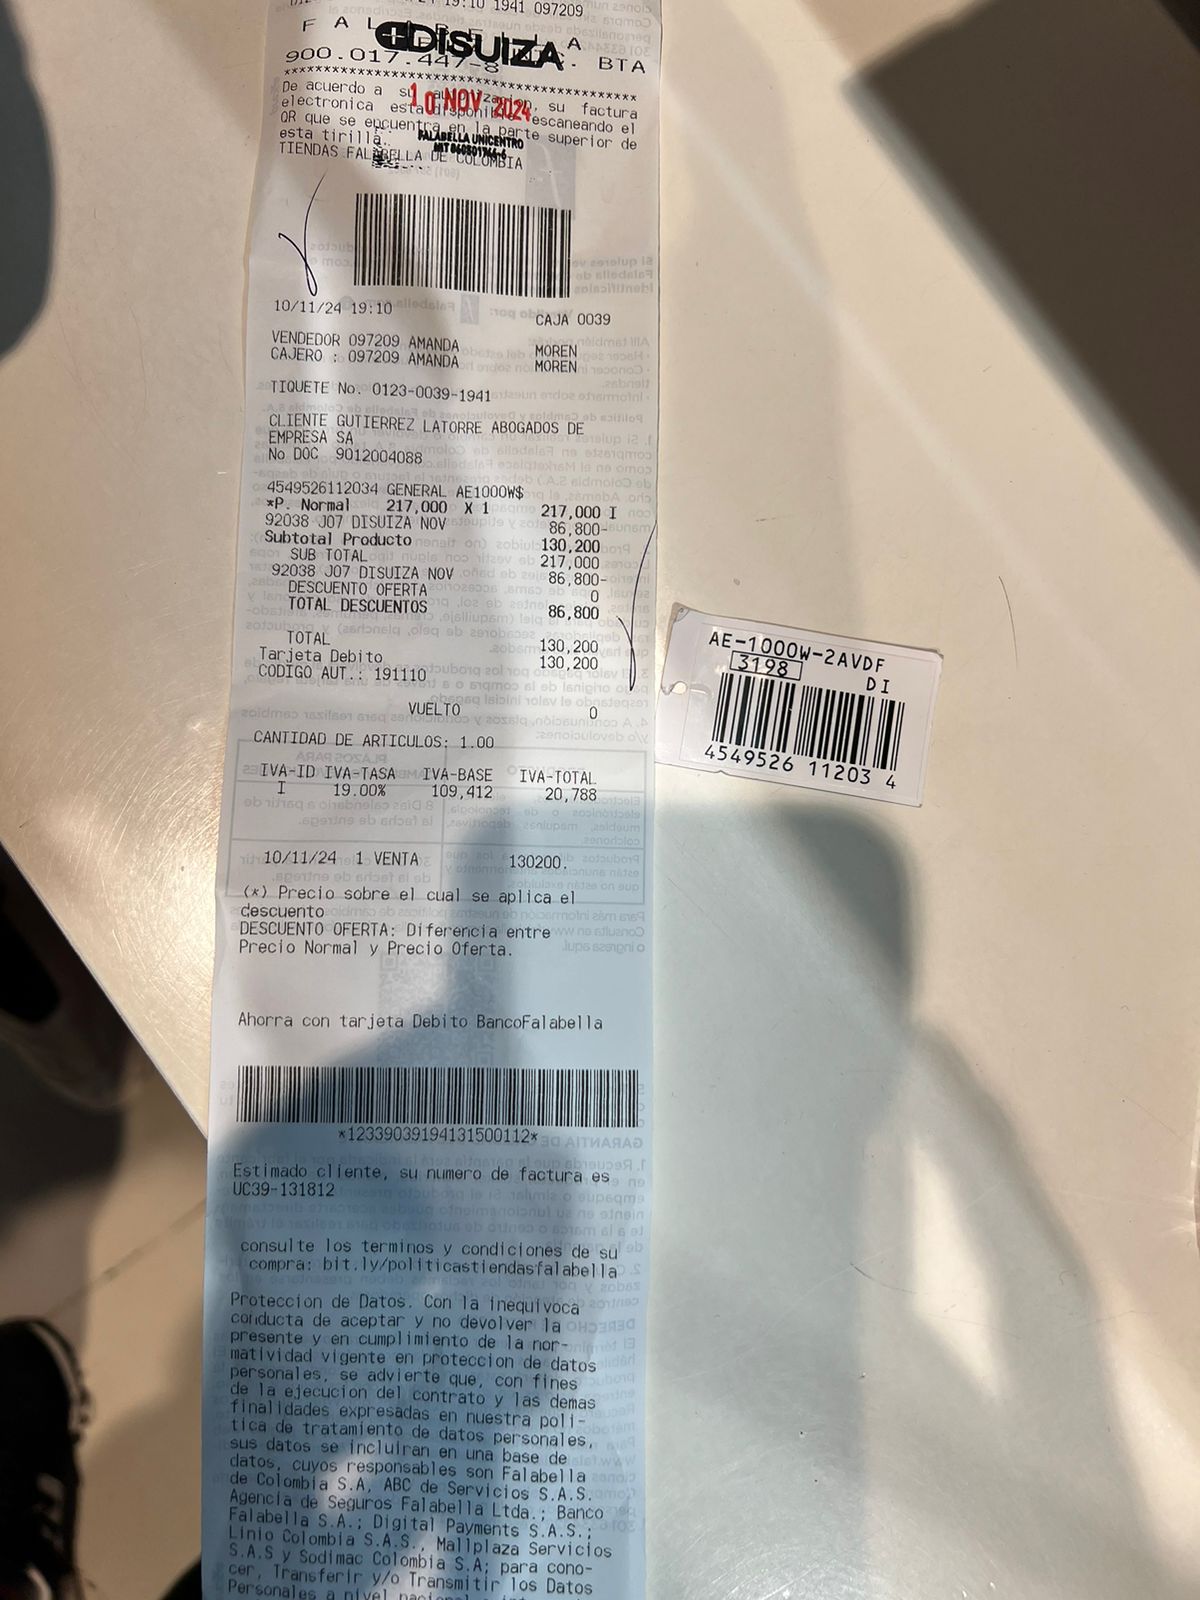 19:10 1941 097209
FALABELLA
DISUIZA
900.017.447-8
BTA
****************************************
De acuerdo a su autorizacion, su factura
electronica esta disponible escaneando el
QR que se encuentra en la parte superior de
esta tirilla.
TIENDAS FALABELLA DE COLOMBIA
10 NOV 2024
FALABELLA UNICENTRO
10/11/24 19:10 CAJA 0039
VENDEDOR 097209 AMANDA MOREN
CAJERO : 097209 AMANDA MOREN
TIQUETE No. 0123-0039-1941
CLIENTE GUTIERREZ LATORRE ABOGADOS DE
EMPRESA SA
No DOC 9012004088
4549526112034 GENERAL AE1000W$
*P. Normal 217,000 X 1 217,000 I
92038 J07 DISUIZA NOV 86,800-
Subtotal Producto 130,200
SUB TOTAL 217,000
92038 J07 DISUIZA NOV 86,800-
DESCUENTO OFERTA 0
TOTAL DESCUENTOS 86,800
TOTAL 130,200
Tarjeta Debito 130,200
CODIGO AUT.: 191110
VUELTO 0
CANTIDAD DE ARTICULOS: 1.00
IVA-ID IVA-TASA IVA-BASE IVA-TOTAL
I 19.00% 109,412 20,788
10/11/24 1 VENTA 130200.
(*) Precio sobre el cual se aplica el
descuento
DESCUENTO OFERTA: Diferencia entre
Precio Normal y Precio Oferta.
Ahorra con tarjeta Debito BancoFalabella
*12339039194131500112*
Estimado cliente, su numero de factura es
UC39-131812
consulte los terminos y condiciones de su
compra: bit.ly/politicastiendasfalabella
Proteccion de Datos. Con la inequivoca
conducta de aceptar y no devolver la
presente y en cumplimiento de la nor-
matividad vigente en proteccion de datos
personales, se advierte que, con fines
de la ejecucion del contrato y las demas
finalidades expresadas en nuestra poli-
tica de tratamiento de datos personales,
sus datos se incluiran en una base de
datos, cuyos responsables son Falabella
de Colombia S.A, ABC de Servicios S.A.S.
Agencia de Seguros Falabella Ltda.; Banco
Falabella S.A.; Digital Payments S.A.S.;
Linio Colombia S.A.S., Mallplaza Servicios
S.A.S y Sodimac Colombia S.A; para cono-
cer, Transferir y/o Transmitir los Datos
Personales a nivel
AE-1000W-2AVDF
3198
DI
4549526 11203 4